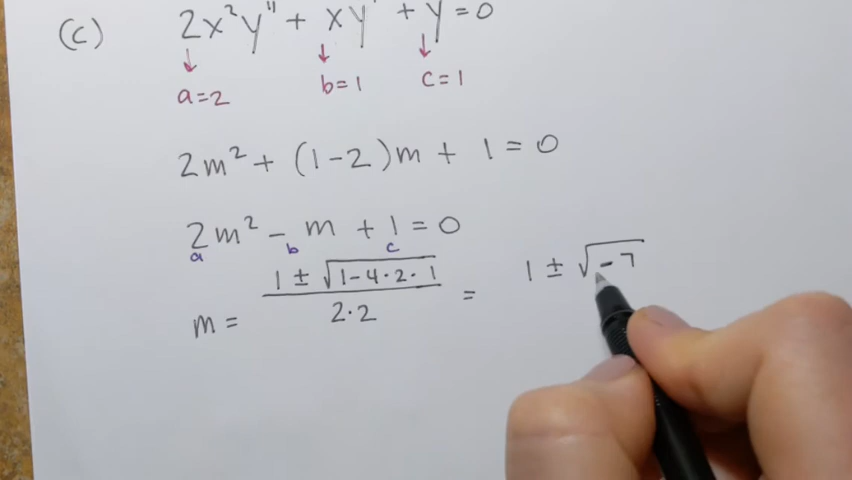 (c) 2x²y" + xy' + y = 0
a=2 b=1 c=1
2m² + (1-2)m + 1 = 0
2m² - m + 1 = 0
a b c
m = 1 ± √1-4·2·1 / 2·2 = 1 ± √-7